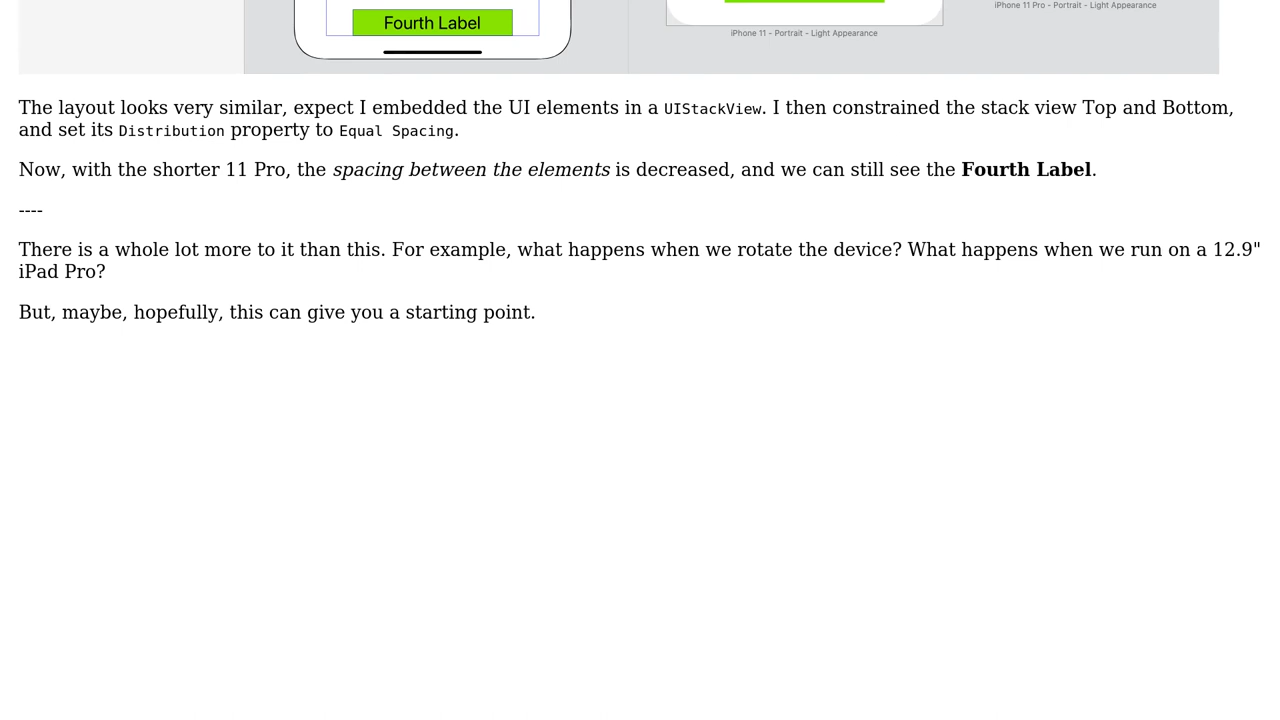 Fourth Label
iPhone 11 Pro - Portrait - Light Appearance
iPhone 11 - Portrait - Light Appearance
The layout looks very similar, expect I embedded the UI elements in a UIStackView. I then constrained the stack view Top and Bottom,
and set its Distribution property to Equal Spacing.
Now, with the shorter 11 Pro, the spacing between the elements is decreased, and we can still see the Fourth Label.
----
There is a whole lot more to it than this. For example, what happens when we rotate the device? What happens when we run on a 12.9"
iPad Pro?
But, maybe, hopefully, this can give you a starting point.